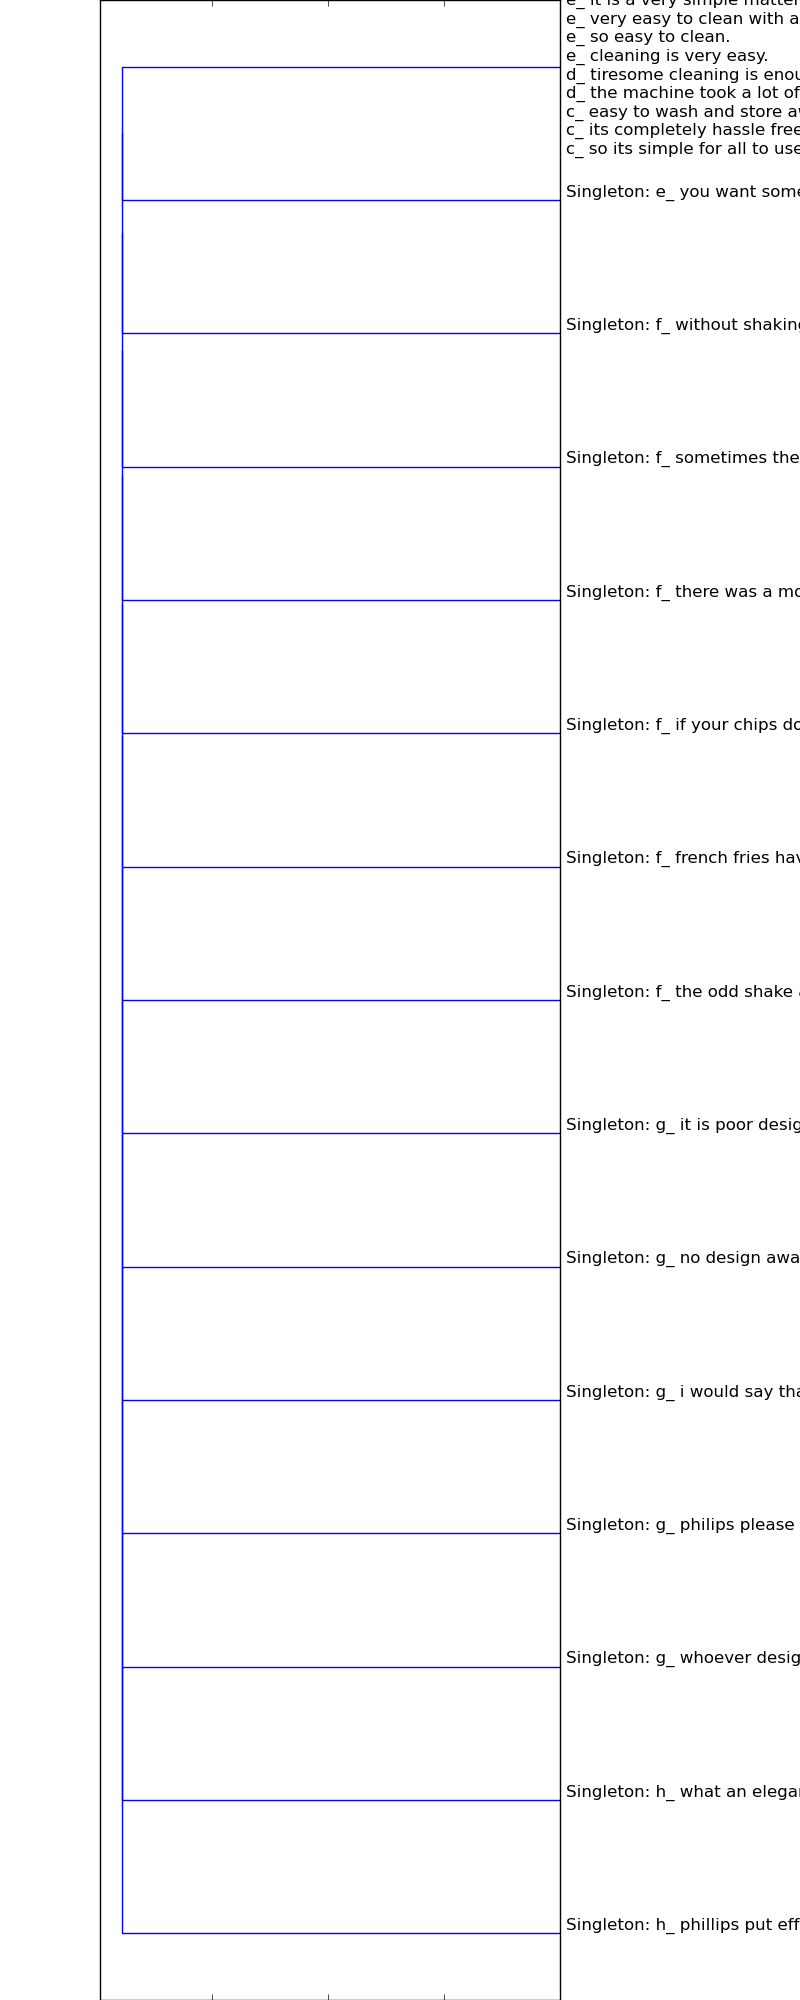 e_ it is a very simple matter
e_ very easy to clean with a
e_ so easy to clean.
e_ cleaning is very easy.
d_ tiresome cleaning is enou
d_ the machine took a lot of
c_ easy to wash and store a
c_ its completely hassle free
c_ so its simple for all to use
Singleton: e_ you want some
Singleton: f_ without shaking
Singleton: f_ sometimes the
Singleton: f_ there was a mo
Singleton: f_ if your chips do
Singleton: f_ french fries hav
Singleton: f_ the odd shake
Singleton: g_ it is poor desig
Singleton: g_ no design awa
Singleton: g_ i would say tha
Singleton: g_ philips please
Singleton: g_ whoever desig
Singleton: h_ what an elegan
Singleton: h_ phillips put eff